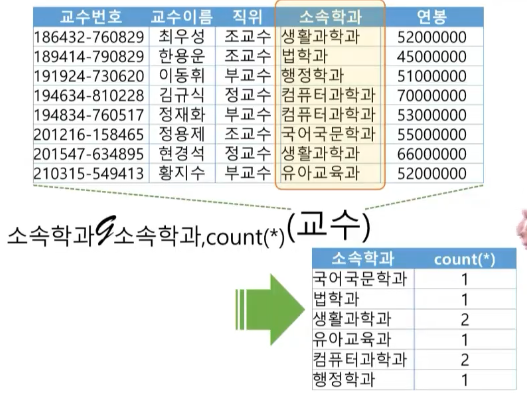 교수번호 교수이름 직위 소속학과 연봉
186432-760829 최우성 조교수 생활과학과 52000000
189414-790829 한용운 조교수 법학과 45000000
191924-730620 이동휘 부교수 행정학과 51000000
194634-810228 김규식 정교수 컴퓨터과학과 70000000
194834-760517 정재화 부교수 컴퓨터과학과 53000000
201216-158465 정용제 조교수 국어국문학과 55000000
201547-634895 현경석 정교수 생활과학과 66000000
210315-549413 황지수 부교수 유아교육과 52000000
소속학과𝒢소속학과,count(*)(교수)
소속학과 count(*)
국어국문학과 1
법학과 1
생활과학과 2
유아교육과 1
컴퓨터과학과 2
행정학과 1